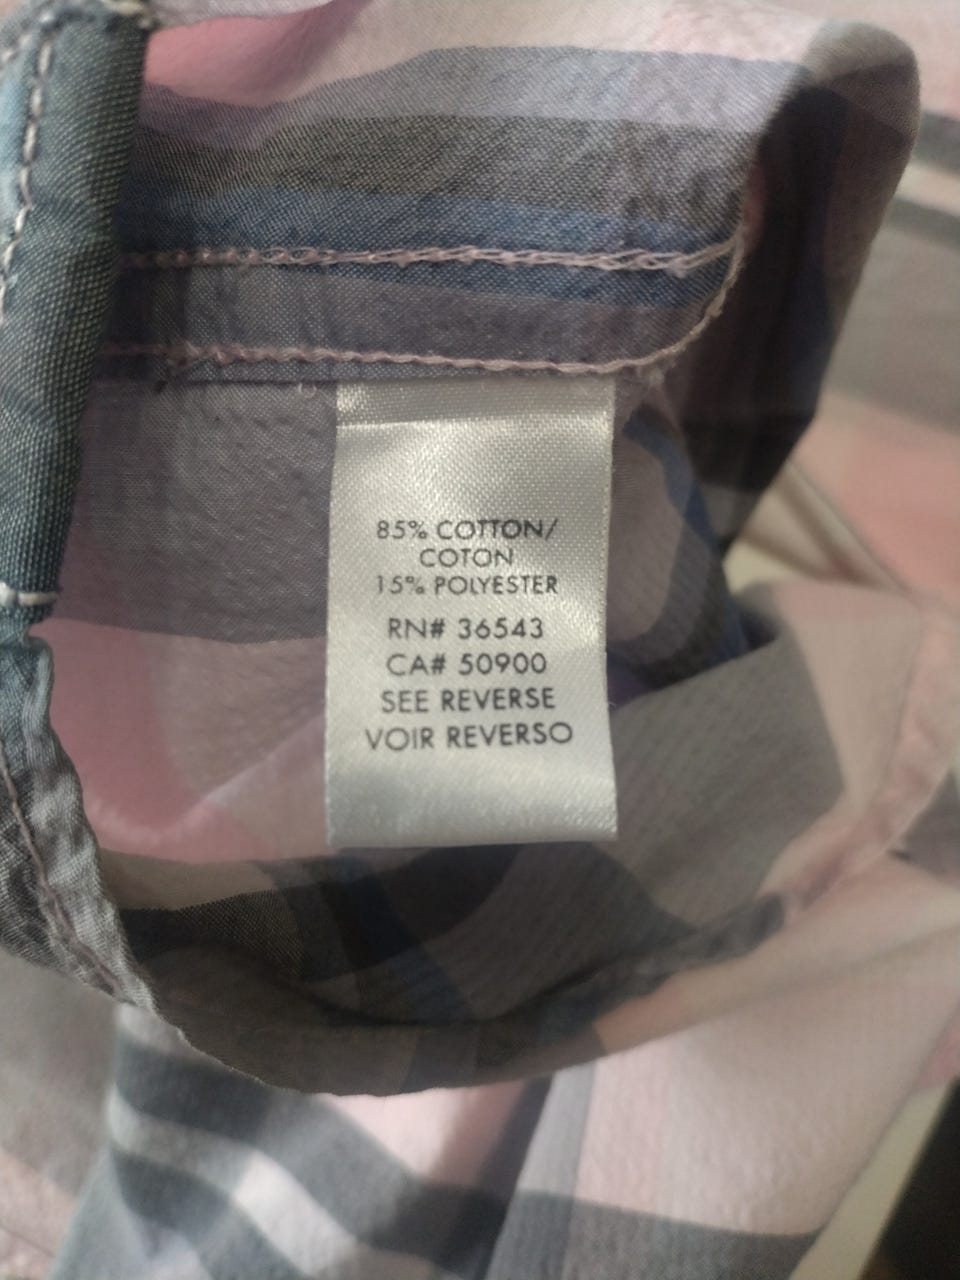 85% COTTON/
COTON
15% POLYESTER
RN# 36543
CA# 50900
SEE REVERSE
VOIR REVERSO